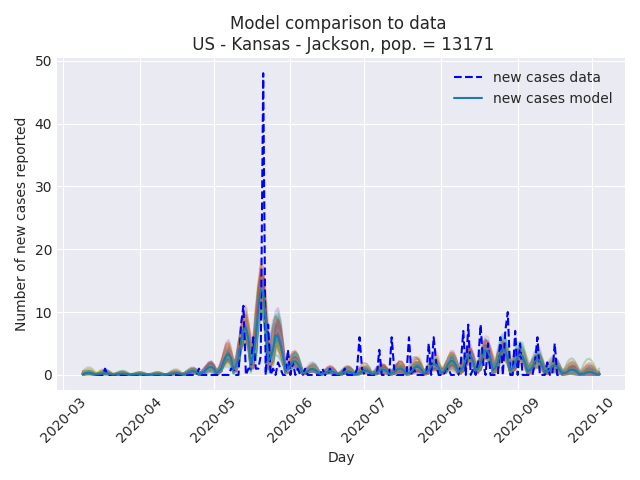 Model comparison to data
US - Kansas - Jackson, pop. = 13171
new cases data
new cases model
Number of new cases reported
50
40
30
20
10
0
2020-03
2020-04
2020-05
2020-06
2020-07
2020-08
2020-09
2020-10
Day